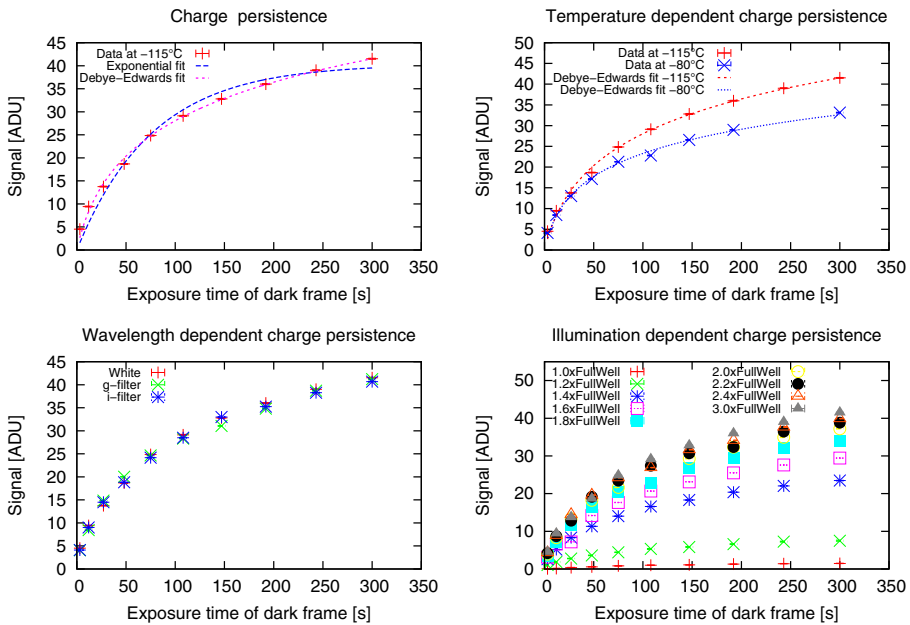 Charge persistence
Signal [ADU]
45
40
35
30
25
20
15
10
5
0
Data at −115°C
Exponential fit
Debye−Edwards fit
0 50 100 150 200 250 300 350
Exposure time of dark frame [s]
Temperature dependent charge persistence
Signal [ADU]
50
45
40
35
30
25
20
15
10
5
0
Data at −115°C
Data at −80°C
Debye−Edwards fit −115°C
Debye−Edwards fit −80°C
0 50 100 150 200 250 300 350
Exposure time of dark frame [s]
Wavelength dependent charge persistence
Signal [ADU]
45
40
35
30
25
20
15
10
5
0
White
g−filter
i−filter
0 50 100 150 200 250 300 350
Exposure time of dark frame [s]
Illumination dependent charge persistence
Signal [ADU]
50
40
30
20
10
0
1.0xFullWell
1.2xFullWell
1.4xFullWell
1.6xFullWell
1.8xFullWell
2.0xFullWell
2.2xFullWell
2.4xFullWell
3.0xFullWell
0 50 100 150 200 250 300 350
Exposure time of dark frame [s]